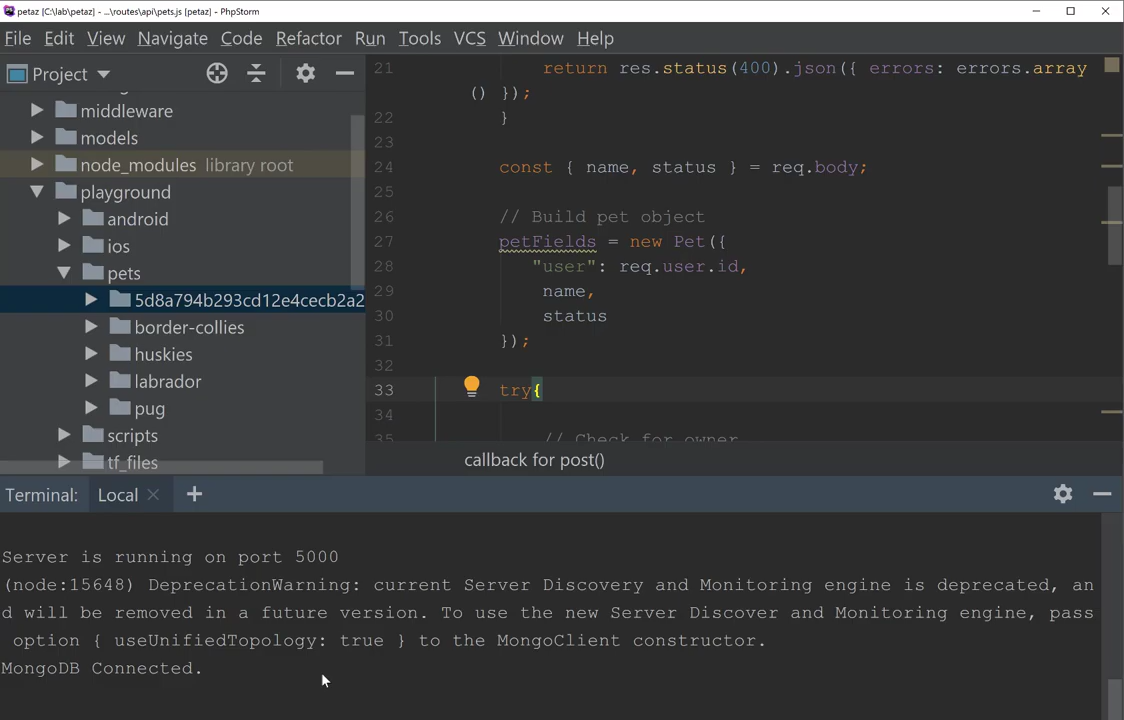 petaz [C:\lab\petaz] - ...\routes\api\pets.js [petaz] - PhpStorm
File Edit View Navigate Code Refactor Run Tools VCS Window Help
Project
middleware
models
node_modules library root
playground
android
ios
pets
5d8a794b293cd12e4cecb2a2
border-collies
huskies
labrador
pug
scripts
tf_files
21 return res.status(400).json({ errors: errors.array
() });
22 }
23
24 const { name, status } = req.body;
25
26 // Build pet object
27 petFields = new Pet({
28 "user": req.user.id,
29 name,
30 status
31 });
32
33 try{
34
35 // Check for owner
callback for post()
Terminal: Local
Server is running on port 5000
(node:15648) DeprecationWarning: current Server Discovery and Monitoring engine is deprecated, an
d will be removed in a future version. To use the new Server Discover and Monitoring engine, pass
option { useUnifiedTopology: true } to the MongoClient constructor.
MongoDB Connected.